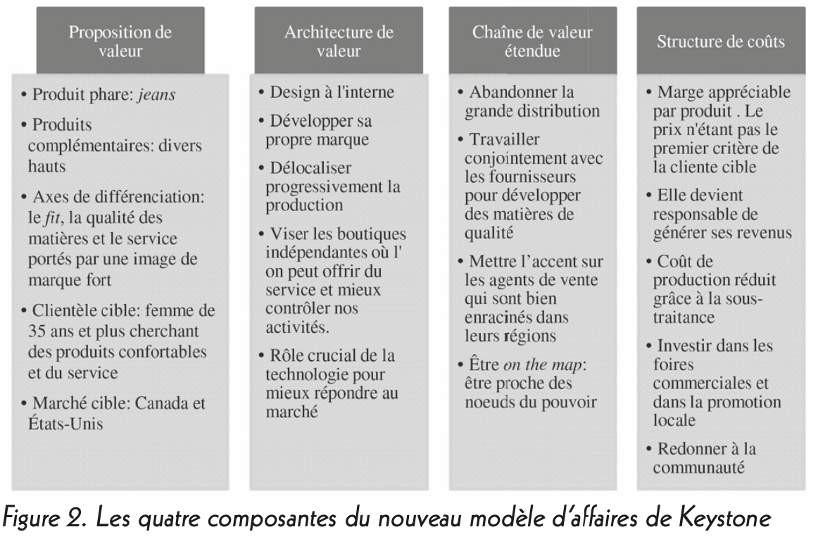 Proposition de
valeur
• Produit phare: jeans
• Produits
complémentaires: divers
hauts
• Axes de différenciation:
le fit, la qualité des
matières et le service
portés par une image de
marque fort
• Clientèle cible: femme de
35 ans et plus cherchant
des produits confortables
et du service
• Marché cible: Canada et
États-Unis
Architecture de
valeur
• Design à l'interne
• Développer sa
propre marque
• Délocaliser
progressivement la
production
• Viser les boutiques
indépendantes où l'
on peut offrir du
service et mieux
contrôler nos
activités.
• Rôle crucial de la
technologie pour
mieux répondre au
marché
Chaîne de valeur
étendue
• Abandonner la
grande distribution
• Travailler
conjointement avec
les fournisseurs
pour développer
des matières de
qualité
• Mettre l'accent sur
les agents de vente
qui sont bien
enracinés dans
leurs régions
• Être on the map:
être proche des
noeuds du pouvoir
Structure de coûts
• Marge appréciable
par produit . Le
prix n'étant pas le
premier critère de
la cliente cible
• Elle devient
responsable de
générer ses revenus
• Coût de
production réduit
grâce à la sous-
traitance
• Investir dans les
foires
commerciales et
dans la promotion
locale
• Redonner à la
communauté
Figure 2. Les quatre composantes du nouveau modèle d'affaires de Keystone